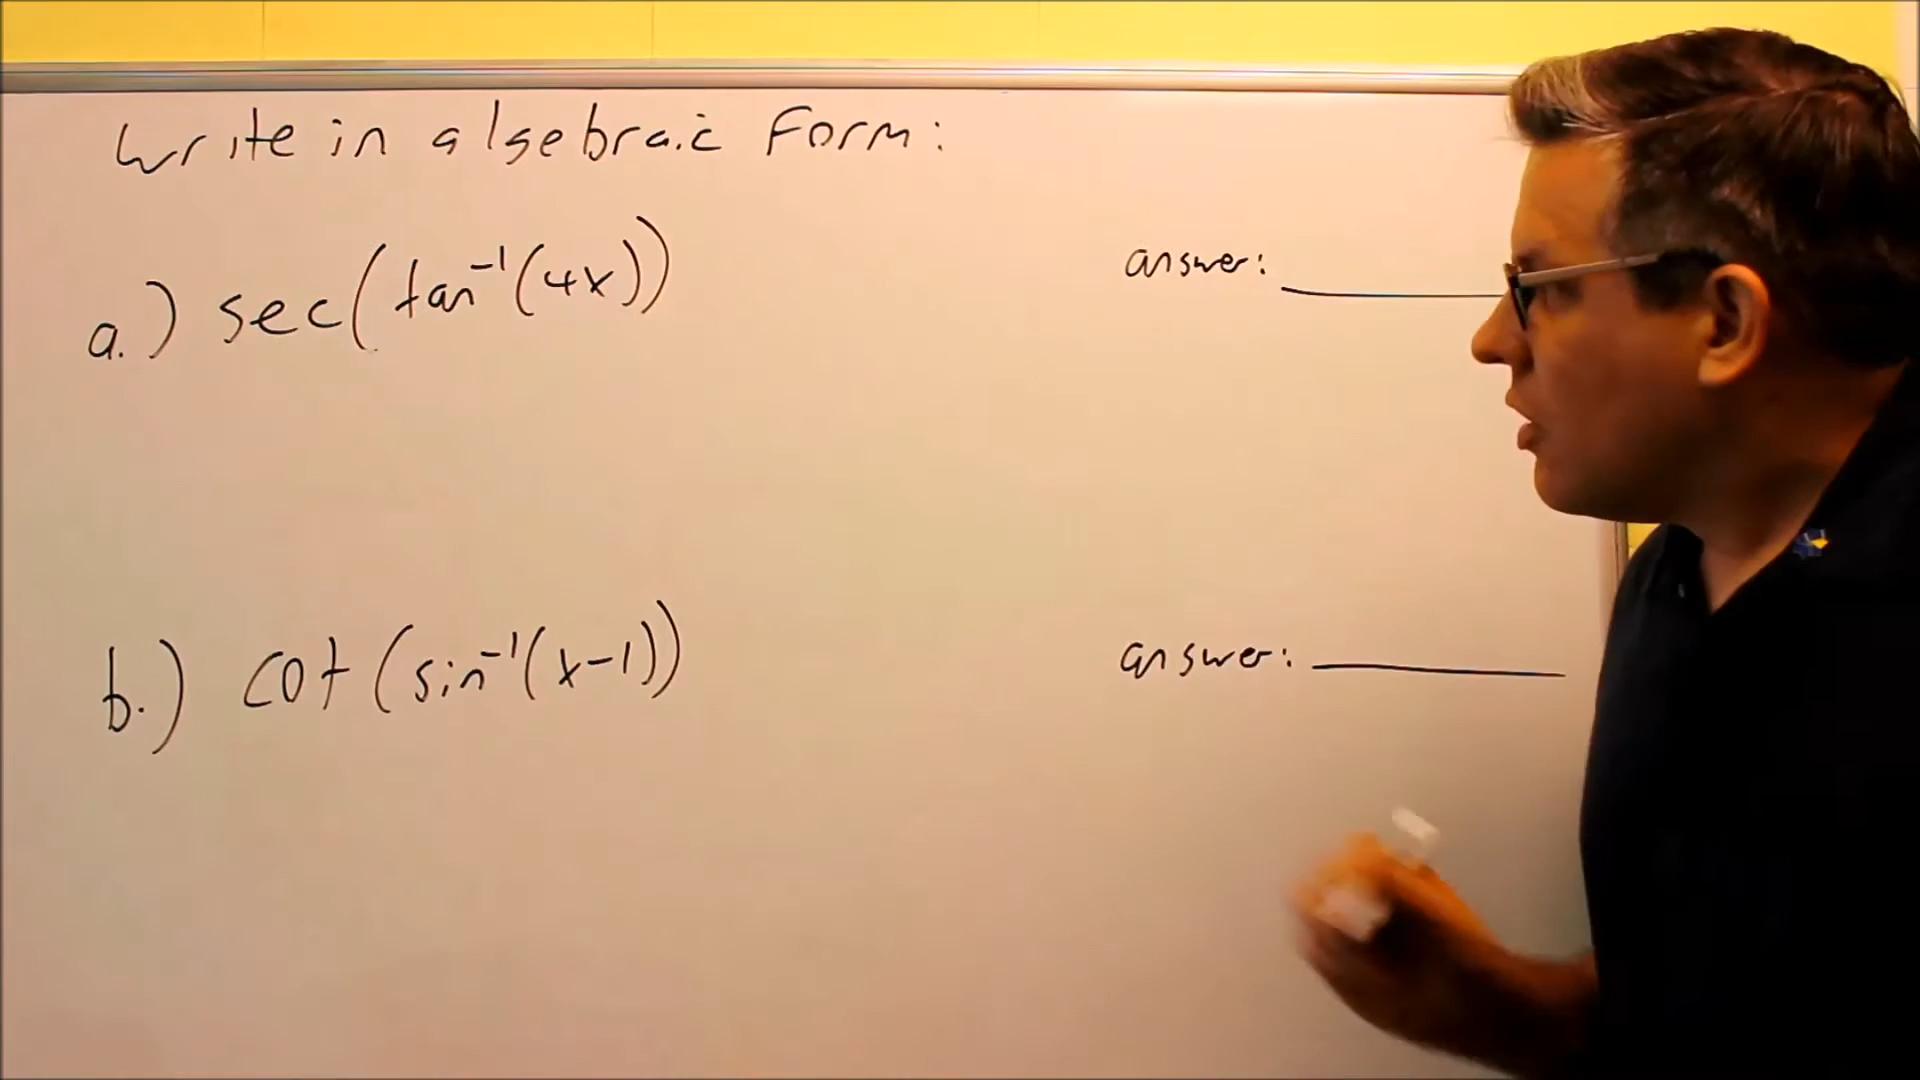 Write in algebraic form:
a.) sec(tan⁻¹(4x))
answer:
b.) cot(sin⁻¹(x-1))
answer: